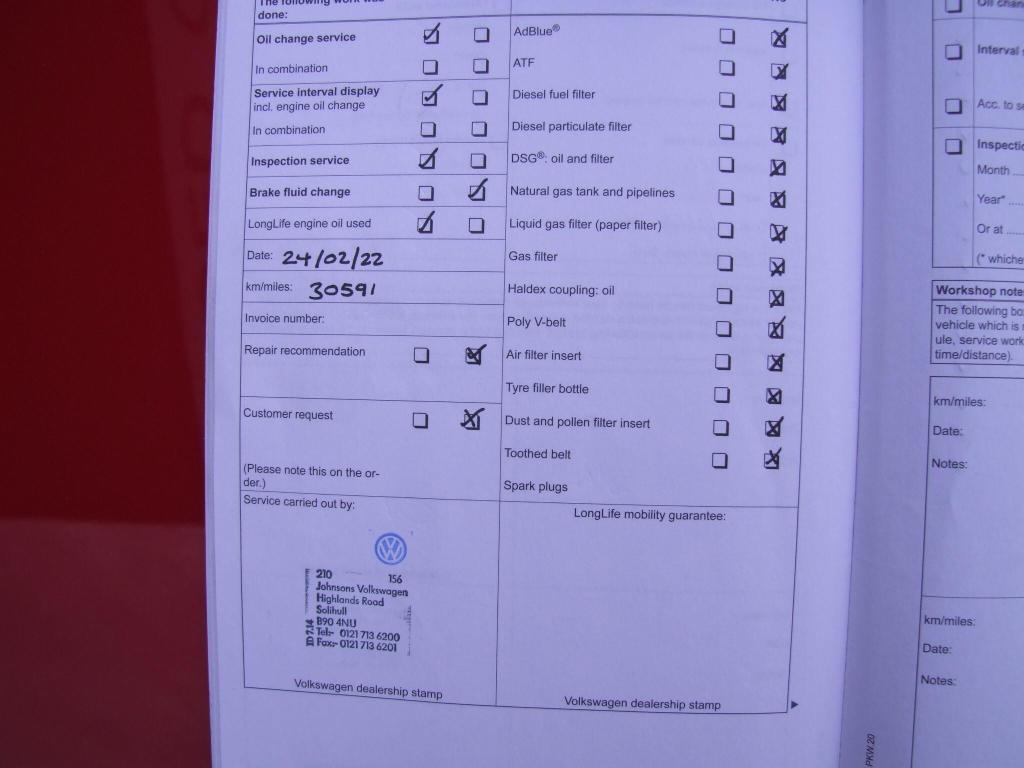 The following work was
done:
Oil change service
In combination
Service interval display
incl. engine oil change
In combination
Inspection service
Brake fluid change
LongLife engine oil used
Date: 24/02/22
km/miles: 30591
Invoice number:
Repair recommendation
Customer request
(Please note this on the or-
der.)
Service carried out by:
VW
210 156
Johnsons Volkswagen
Highlands Road
Solihull
B90 4NU
Tel:- 0121 713 6200
Fax:- 0121 713 6201
Volkswagen dealership stamp
AdBlue®
ATF
Diesel fuel filter
Diesel particulate filter
DSG®: oil and filter
Natural gas tank and pipelines
Liquid gas filter (paper filter)
Gas filter
Haldex coupling: oil
Poly V-belt
Air filter insert
Tyre filler bottle
Dust and pollen filter insert
Toothed belt
Spark plugs
LongLife mobility guarantee:
Volkswagen dealership stamp
Interval
Acc. to
Month
Year*
Or at
Workshop note
The following
vehicle which is
ule, service work
time/distance).
km/miles:
Date:
Notes:
km/miles:
Date:
Notes:
PKW.20